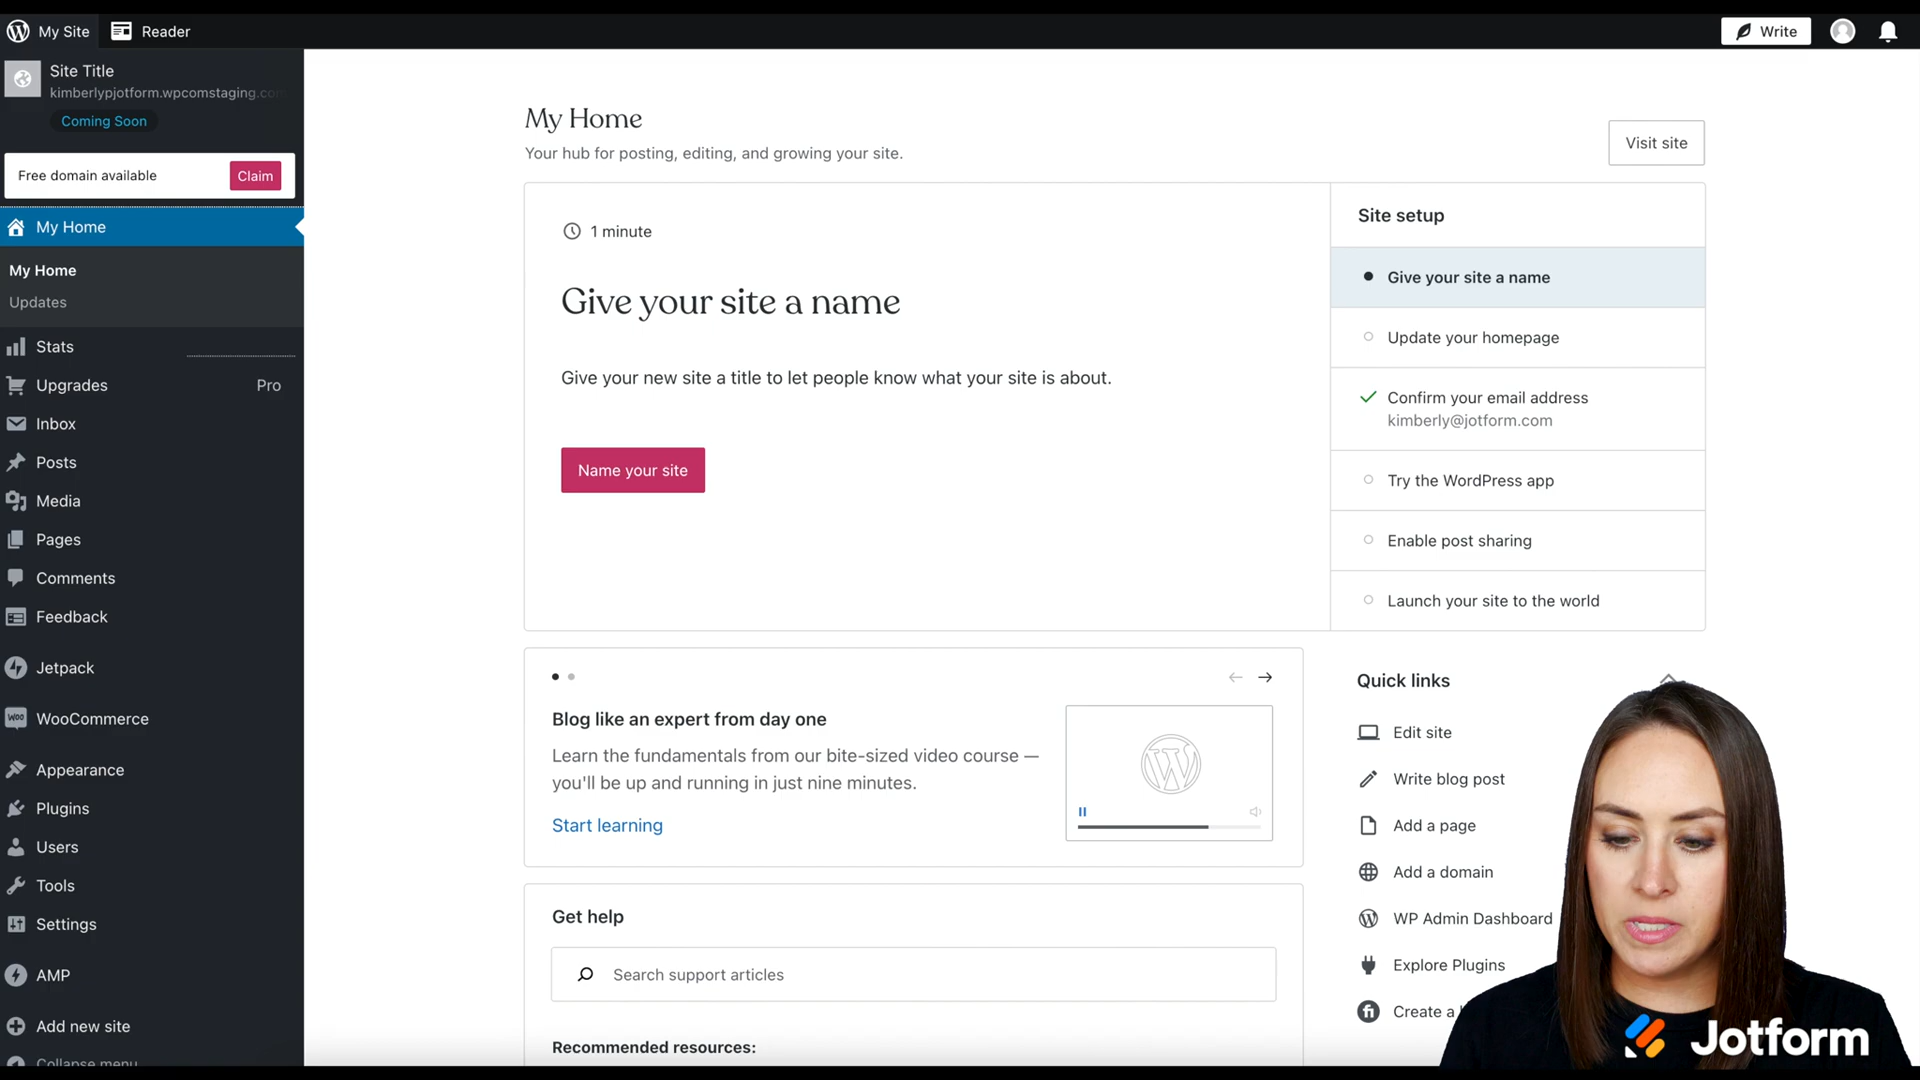 My Site
Reader
Write
Site Title
kimberlypjotform.wpcomstaging.com
Coming Soon
Free domain available
Claim
My Home
My Home
Updates
Stats
Upgrades
Pro
Inbox
Posts
Media
Pages
Comments
Feedback
Jetpack
WooCommerce
Appearance
Plugins
Users
Tools
Settings
AMP
Add new site
Collapse menu
My Home
Your hub for posting, editing, and growing your site.
Visit site
1 minute
Give your site a name
Give your new site a title to let people know what your site is about.
Name your site
Site setup
Give your site a name
Update your homepage
Confirm your email address
kimberly@jotform.com
Try the WordPress app
Enable post sharing
Launch your site to the world
Blog like an expert from day one
Learn the fundamentals from our bite-sized video course —
you'll be up and running in just nine minutes.
Start learning
Get help
Search support articles
Recommended resources:
Quick links
Edit site
Write blog post
Add a page
Add a domain
WP Admin Dashboard
Explore Plugins
Create a
Jotform